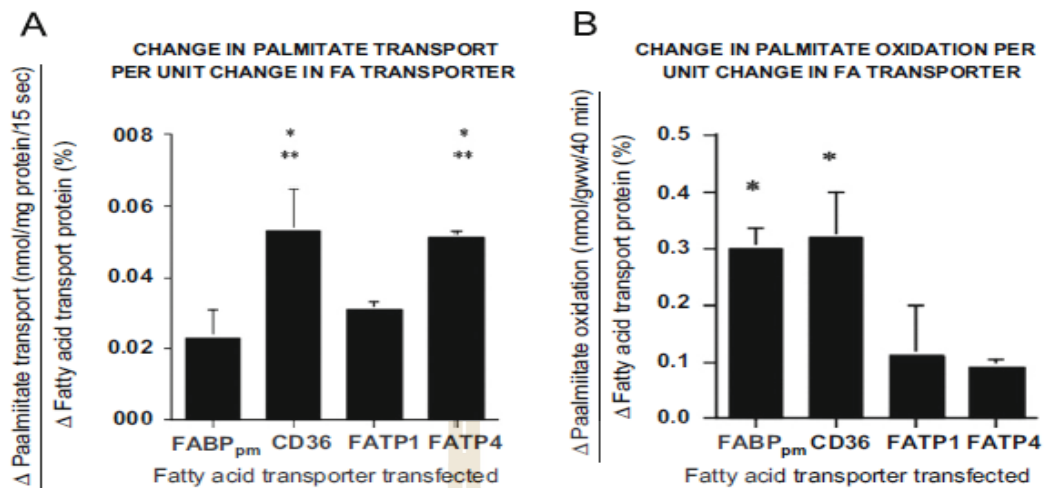 A
CHANGE IN PALMITATE TRANSPORT
PER UNIT CHANGE IN FA TRANSPORTER
Δ Paalmiitate transport (nmol/mg protein/15 sec)
Δ Fatty acid transport protein (%)
008
0.06
0.04
0.02
000
*
**
*
**
FABPpm CD36 FATP1 FATP4
Fatty acid transporter transfected
B
CHANGE IN PALMITATE OXIDATION PER
UNIT CHANGE IN FA TRANSPORTER
Δ Paalmiitate oxidation (nmol/gww/40 min)
Δ Fatty acid transport protein (%)
0.5
0.4
0.3
0.2
0.1
0.0
*
*
FABPpm CD36 FATP1 FATP4
Fatty acid transporter transfected